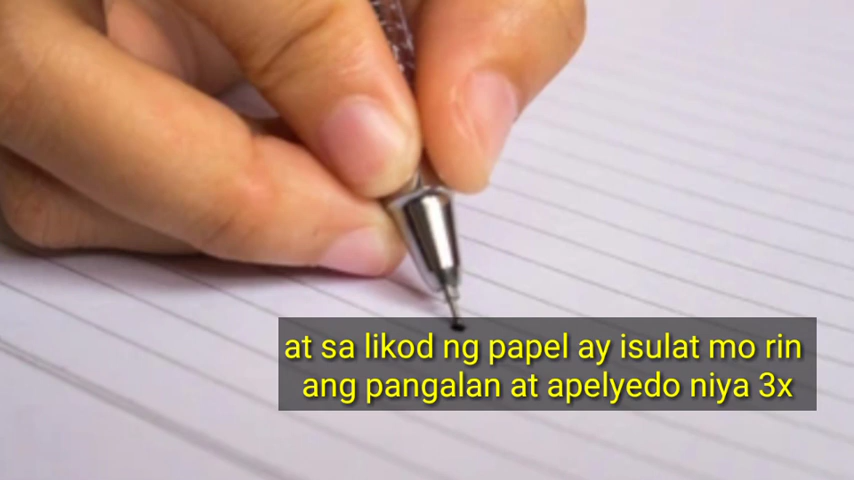 at sa likod ng papel ay isulat mo rin
ang pangalan at apelyedo niya 3x